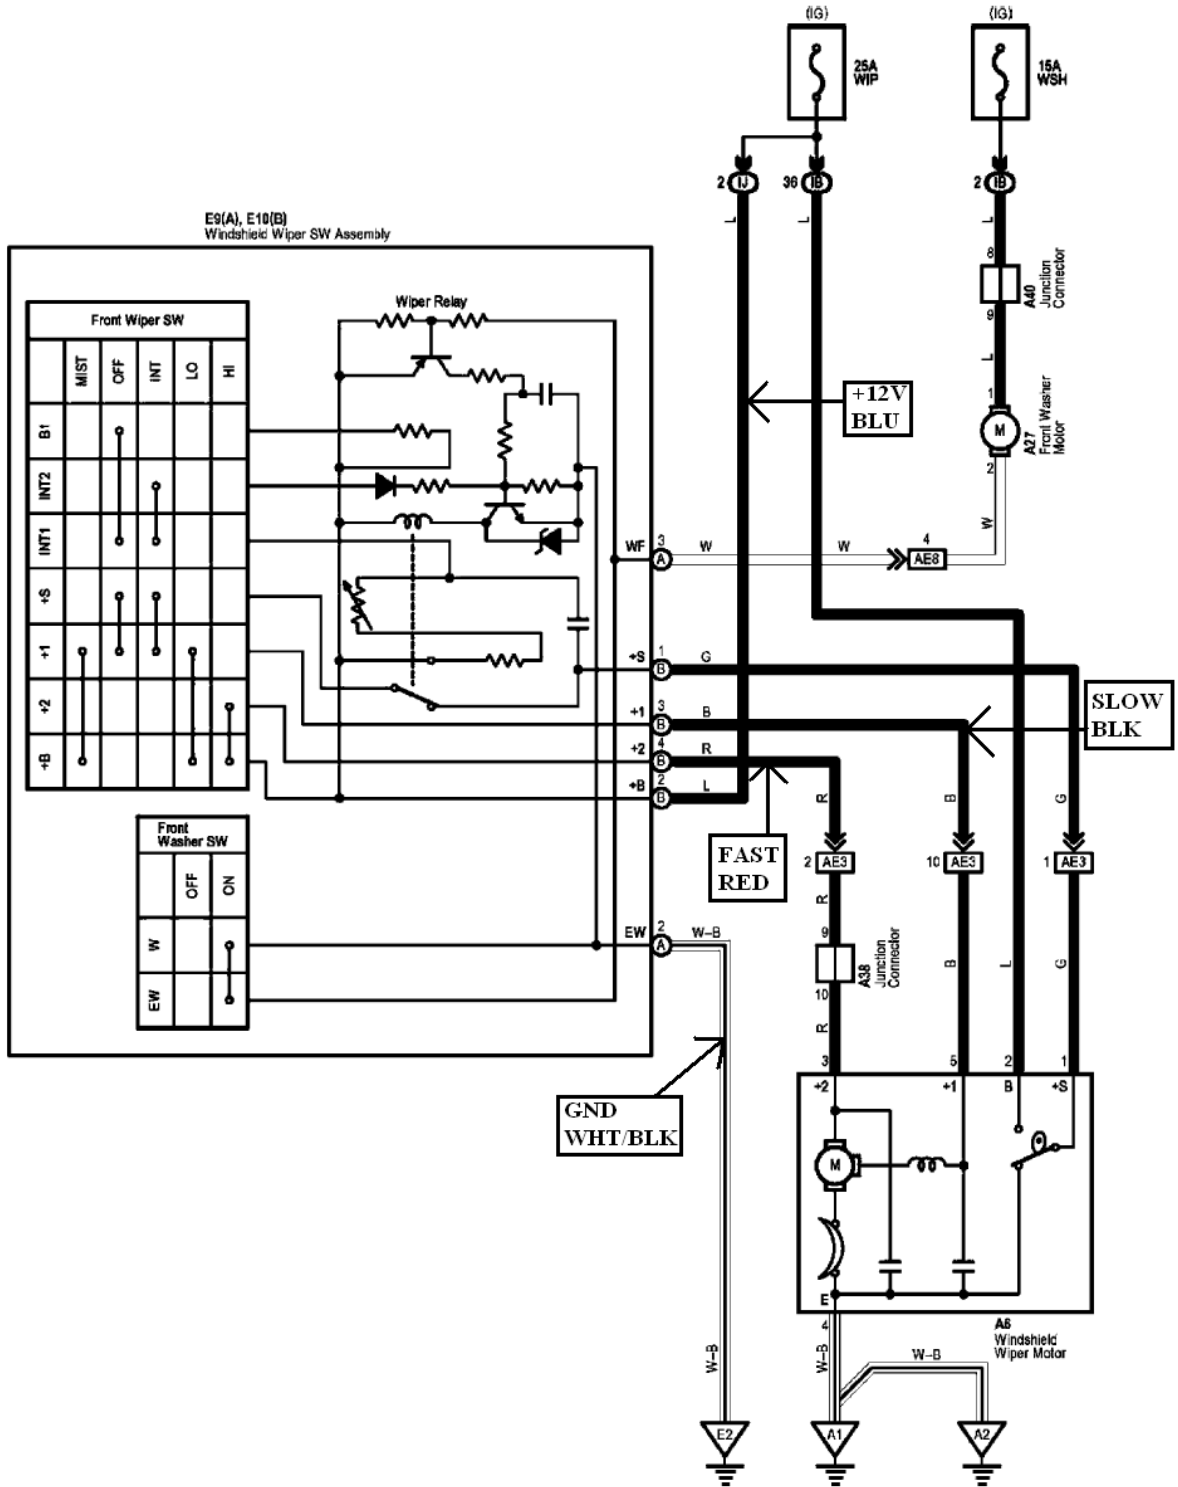 (IG)
(IG)
25A
WIP
15A
WSH
2 IJ
36 IB
2 IB
L
L
L
E9(A), E10(B)
Windshield Wiper SW Assembly
8
A40
Junction
Connector
9
Wiper Relay
Front Wiper SW
L
MIST
OFF
INT
LO
HI
+12V
BLU
1
M
A27
Front Washer
Motor
2
B1
INT2
W
INT1
WF
3
A
W
W
4
AE8
+S
+S
1
B
G
+1
SLOW
BLK
+1
3
B
B
+2
+2
4
B
R
+B
+B
2
B
L
R
B
G
Front
Washer SW
FAST
RED
2 AE3
10 AE3
1 AE3
OFF
ON
R
W
EW
2
A
W-B
9
A38
Junction
Connector
B
L
G
10
EW
R
3
5
2
1
+2
+1
B
+S
GND
WHT/BLK
M
E
4
A6
Windshield
Wiper Motor
W-B
W-B
W-B
E2
A1
A2